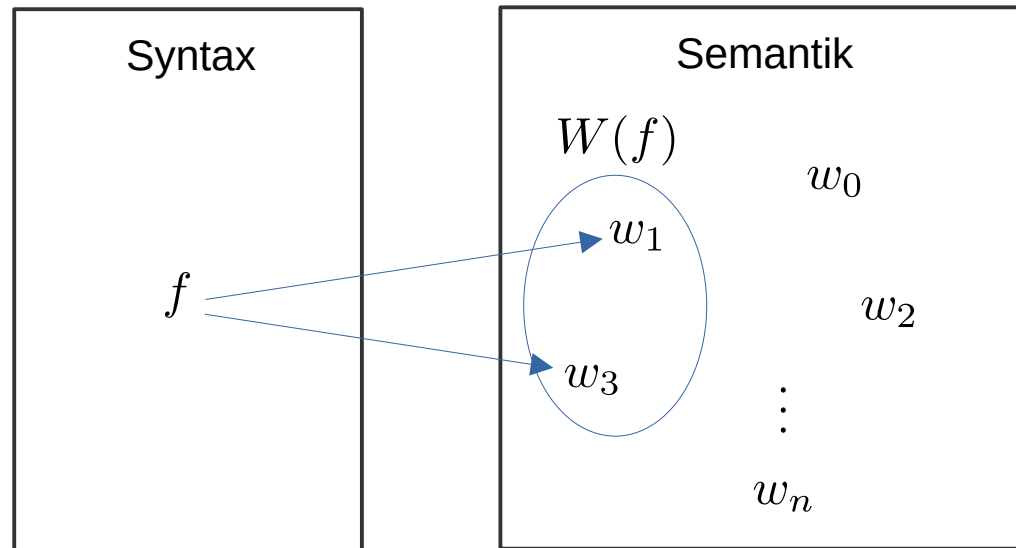 Syntax
Semantik
W(f)
w₀
w₁
f
w₂
w₃
⋮
wₙ